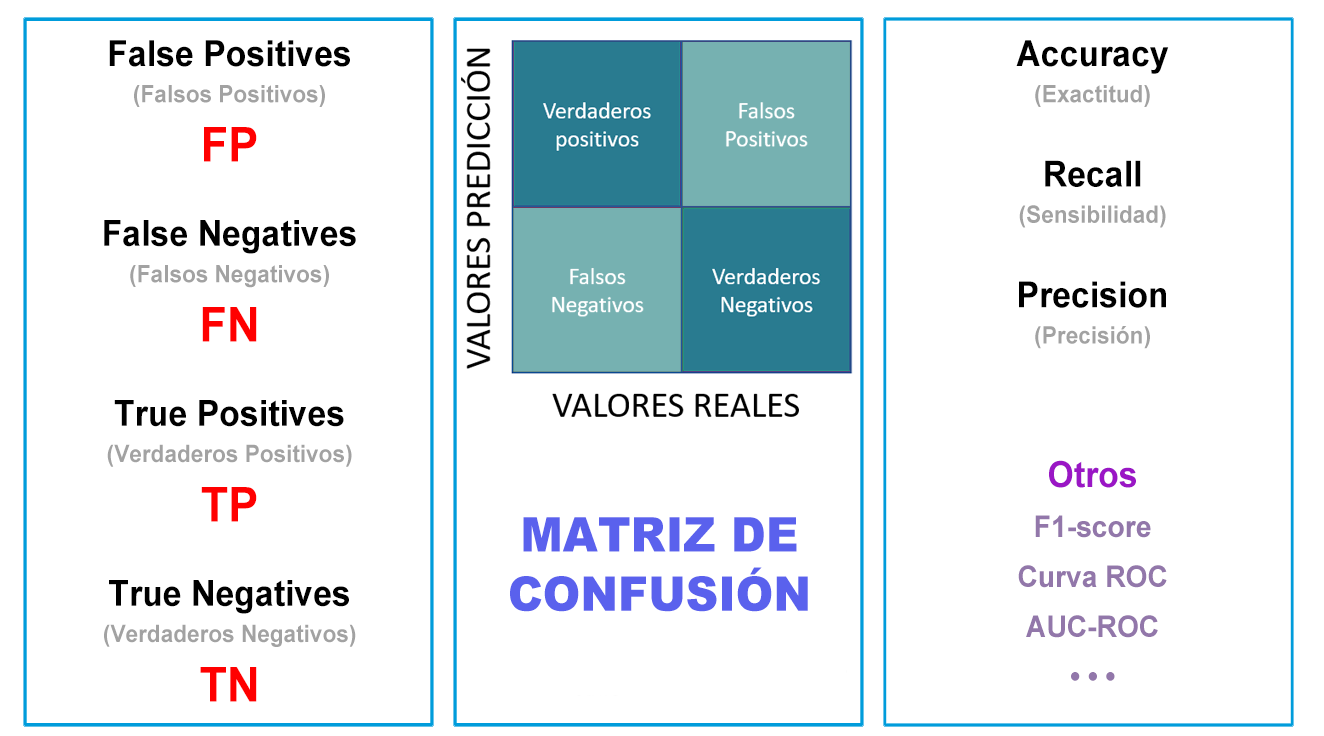 False Positives
(Falsos Positivos)
FP
False Negatives
(Falsos Negativos)
FN
True Positives
(Verdaderos Positivos)
TP
True Negatives
(Verdaderos Negativos)
TN
VALORES PREDICCIÓN
Verdaderos
positivos
Falsos
Positivos
Falsos
Negativos
Verdaderos
Negativos
VALORES REALES
MATRIZ DE
CONFUSIÓN
Accuracy
(Exactitud)
Recall
(Sensibilidad)
Precision
(Precisión)
Otros
F1-score
Curva ROC
AUC-ROC
• • •